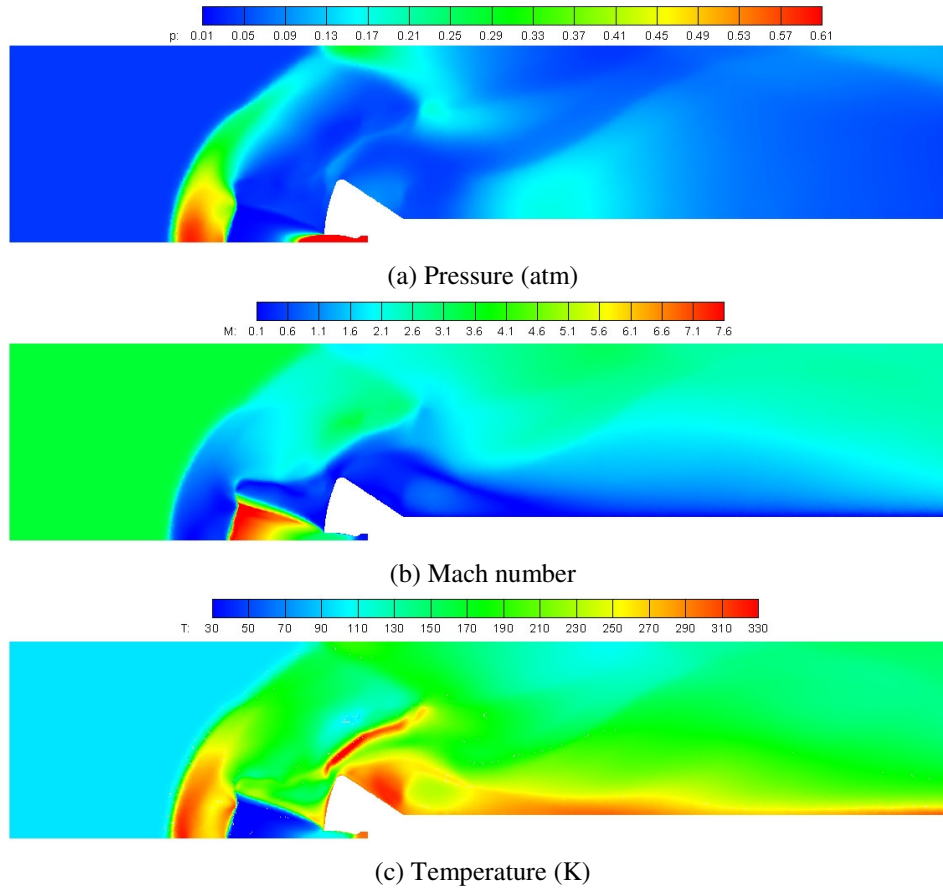 p: 0.01 0.05 0.09 0.13 0.17 0.21 0.25 0.29 0.33 0.37 0.41 0.45 0.49 0.53 0.57 0.61
(a) Pressure (atm)
M: 0.1 0.6 1.1 1.6 2.1 2.6 3.1 3.6 4.1 4.6 5.1 5.6 6.1 6.6 7.1 7.6
(b) Mach number
T: 30 50 70 90 110 130 150 170 190 210 230 250 270 290 310 330
(c) Temperature (K)